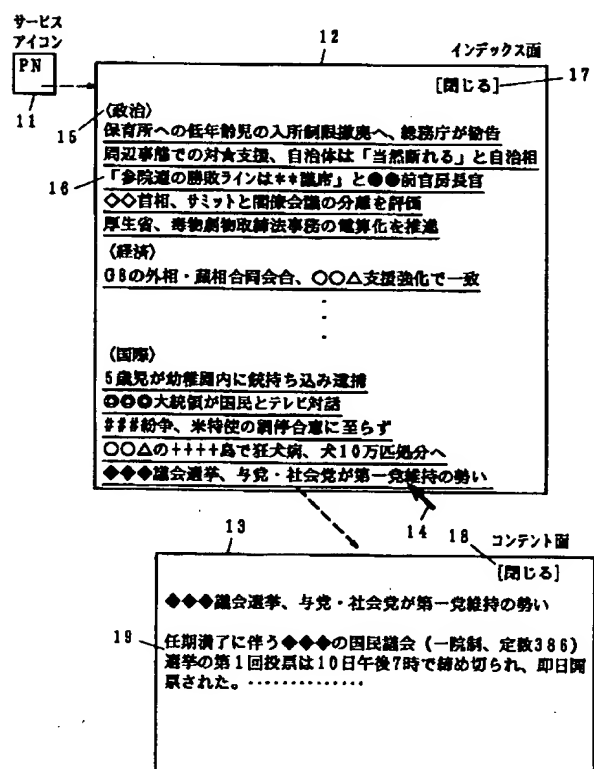 サービス
アイコン
PN
11
12
インデックス面
[閉じる]
17
15
〈政治〉
保育所への低年齢児の入所制限撤廃へ、総務庁が勧告
周辺事態での対★支援、自治体は「当然断れる」と自治相
16
「参院選の勝敗ラインは**議席」と●●前官房長官
◇◇首相、サミットと閣僚会議の分離を評価
厚生省、毒物劇物取締法事務の電算化を推進
〈経済〉
G8の外相・蔵相合同会合、○○△支援強化で一致
・
・
・
〈国際〉
5歳児が幼稚園内に銃持ち込み逮捕
◎◎◎大統領が国民とテレビ対話
###紛争、米特使の調停合意に至らず
○○△の++++島で狂犬病、犬10万匹処分へ
◆◆◆議会選挙、与党・社会党が第一党維持の勢い
14
13
18
コンテント面
[閉じる]
◆◆◆議会選挙、与党・社会党が第一党維持の勢い
19
任期満了に伴う◆◆◆の国民議会（一院制、定数386）
選挙の第1回投票は10日午後7時で締め切られ、即日開
票された。‥‥‥‥‥‥‥